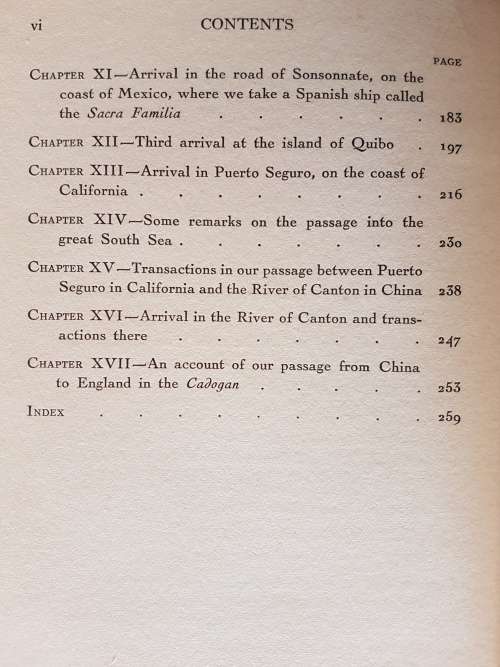 vi CONTENTS
PAGE
CHAPTER XI—Arrival in the road of Sonsonnate, on the
coast of Mexico, where we take a Spanish ship called
the Sacra Familia . . . . . . 183
CHAPTER XII—Third arrival at the island of Quibo . 197
CHAPTER XIII—Arrival in Puerto Seguro, on the coast of
California . . . . . . . 216
CHAPTER XIV—Some remarks on the passage into the
great South Sea . . . . . . 230
CHAPTER XV—Transactions in our passage between Puerto
Seguro in California and the River of Canton in China 238
CHAPTER XVI—Arrival in the River of Canton and trans-
actions there . . . . . . . 247
CHAPTER XVII—An account of our passage from China
to England in the Cadogan . . . . . 253
INDEX . . . . . . . . . 259